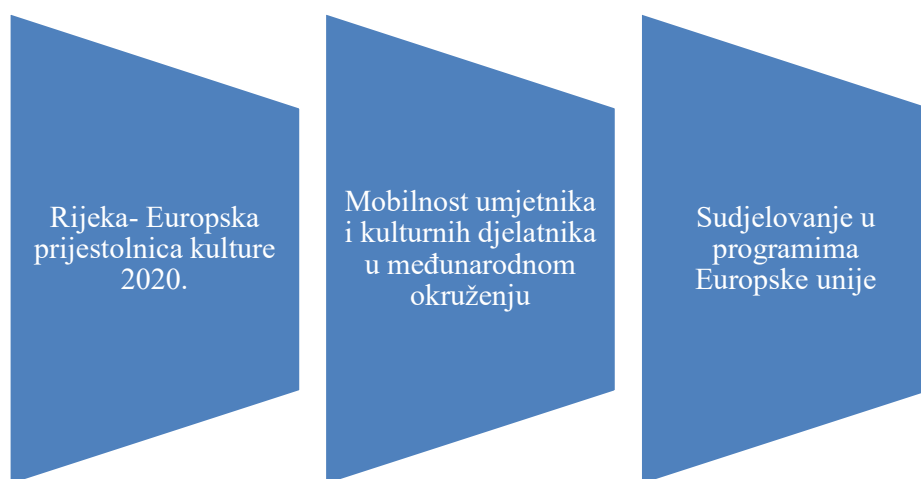 Rijeka- Europska
prijestolnica kulture
2020.
Mobilnost umjetnika
i kulturnih djelatnika
u međunarodnom
okruženju
Sudjelovanje u
programima
Europske unije